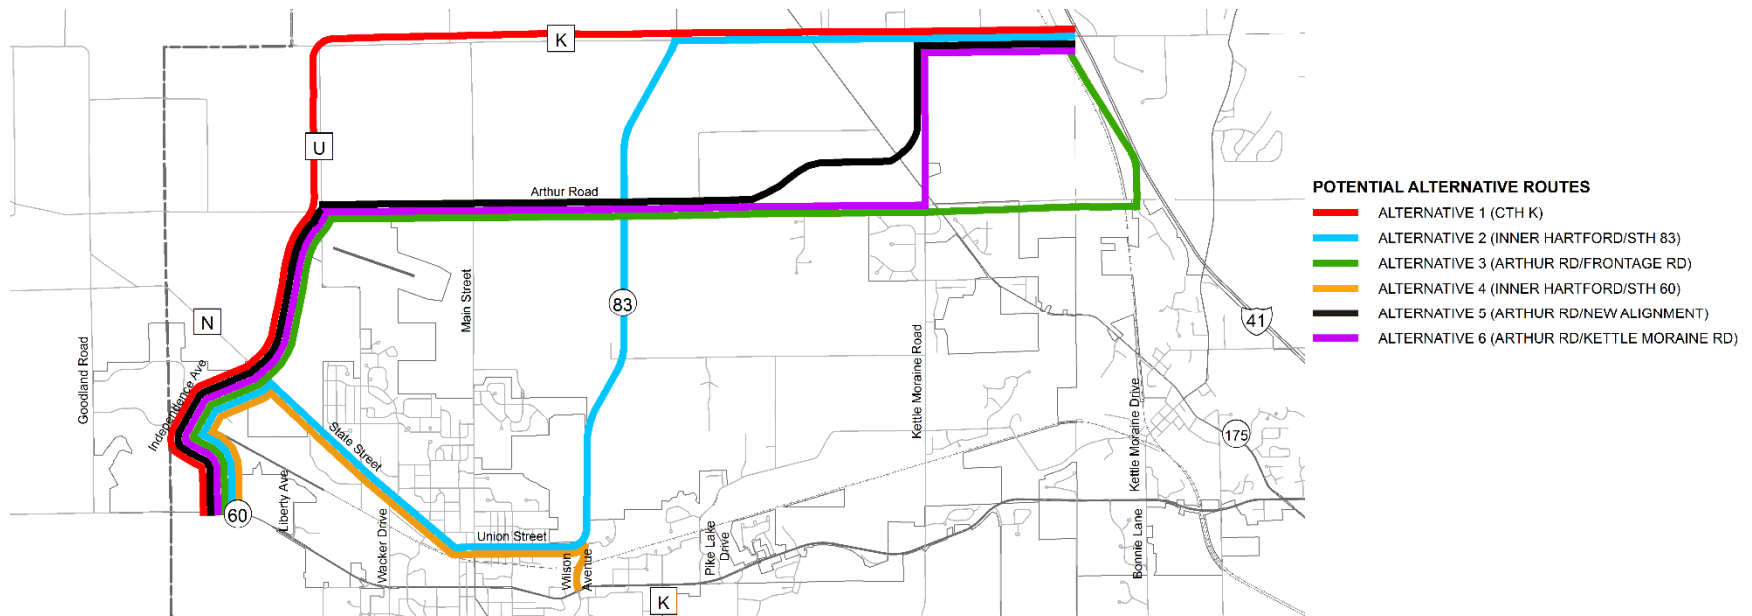 K
U
Arthur Road
N
Goodland Road
Independence Ave
Main Street
83
Kettle Moraine Road
41
175
Kettle Moraine Drive
State Street
Liberty Ave
60
Wacker Drive
Union Street
Wilson
Avenue
Pike Lake
Drive
Bonnie Lane
K
POTENTIAL ALTERNATIVE ROUTES
ALTERNATIVE 1 (CTH K)
ALTERNATIVE 2 (INNER HARTFORD/STH 83)
ALTERNATIVE 3 (ARTHUR RD/FRONTAGE RD)
ALTERNATIVE 4 (INNER HARTFORD/STH 60)
ALTERNATIVE 5 (ARTHUR RD/NEW ALIGNMENT)
ALTERNATIVE 6 (ARTHUR RD/KETTLE MORAINE RD)